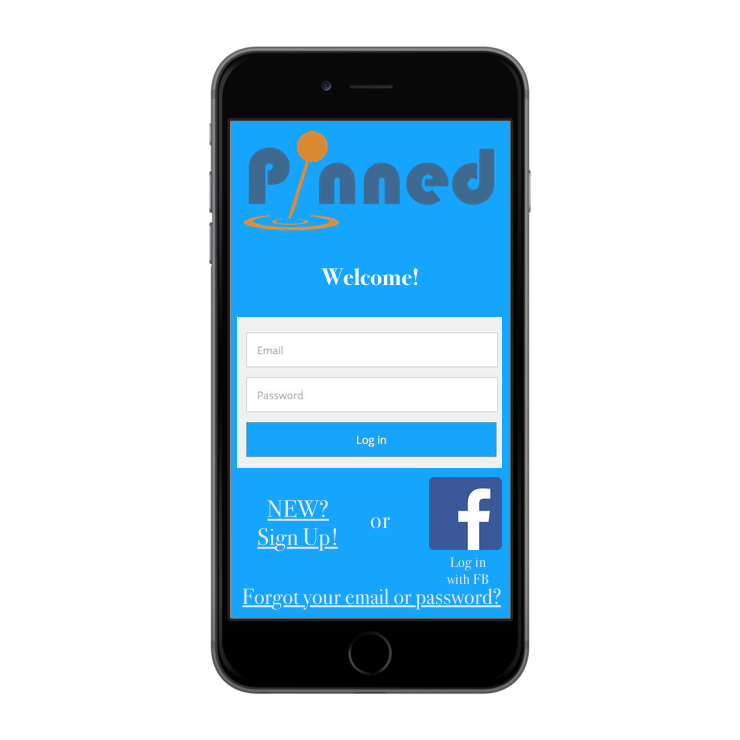 Pinned
Welcome!
Email
Password
Log in
NEW?
Sign Up!
or
f
Log in
with FB
Forgot your email or password?